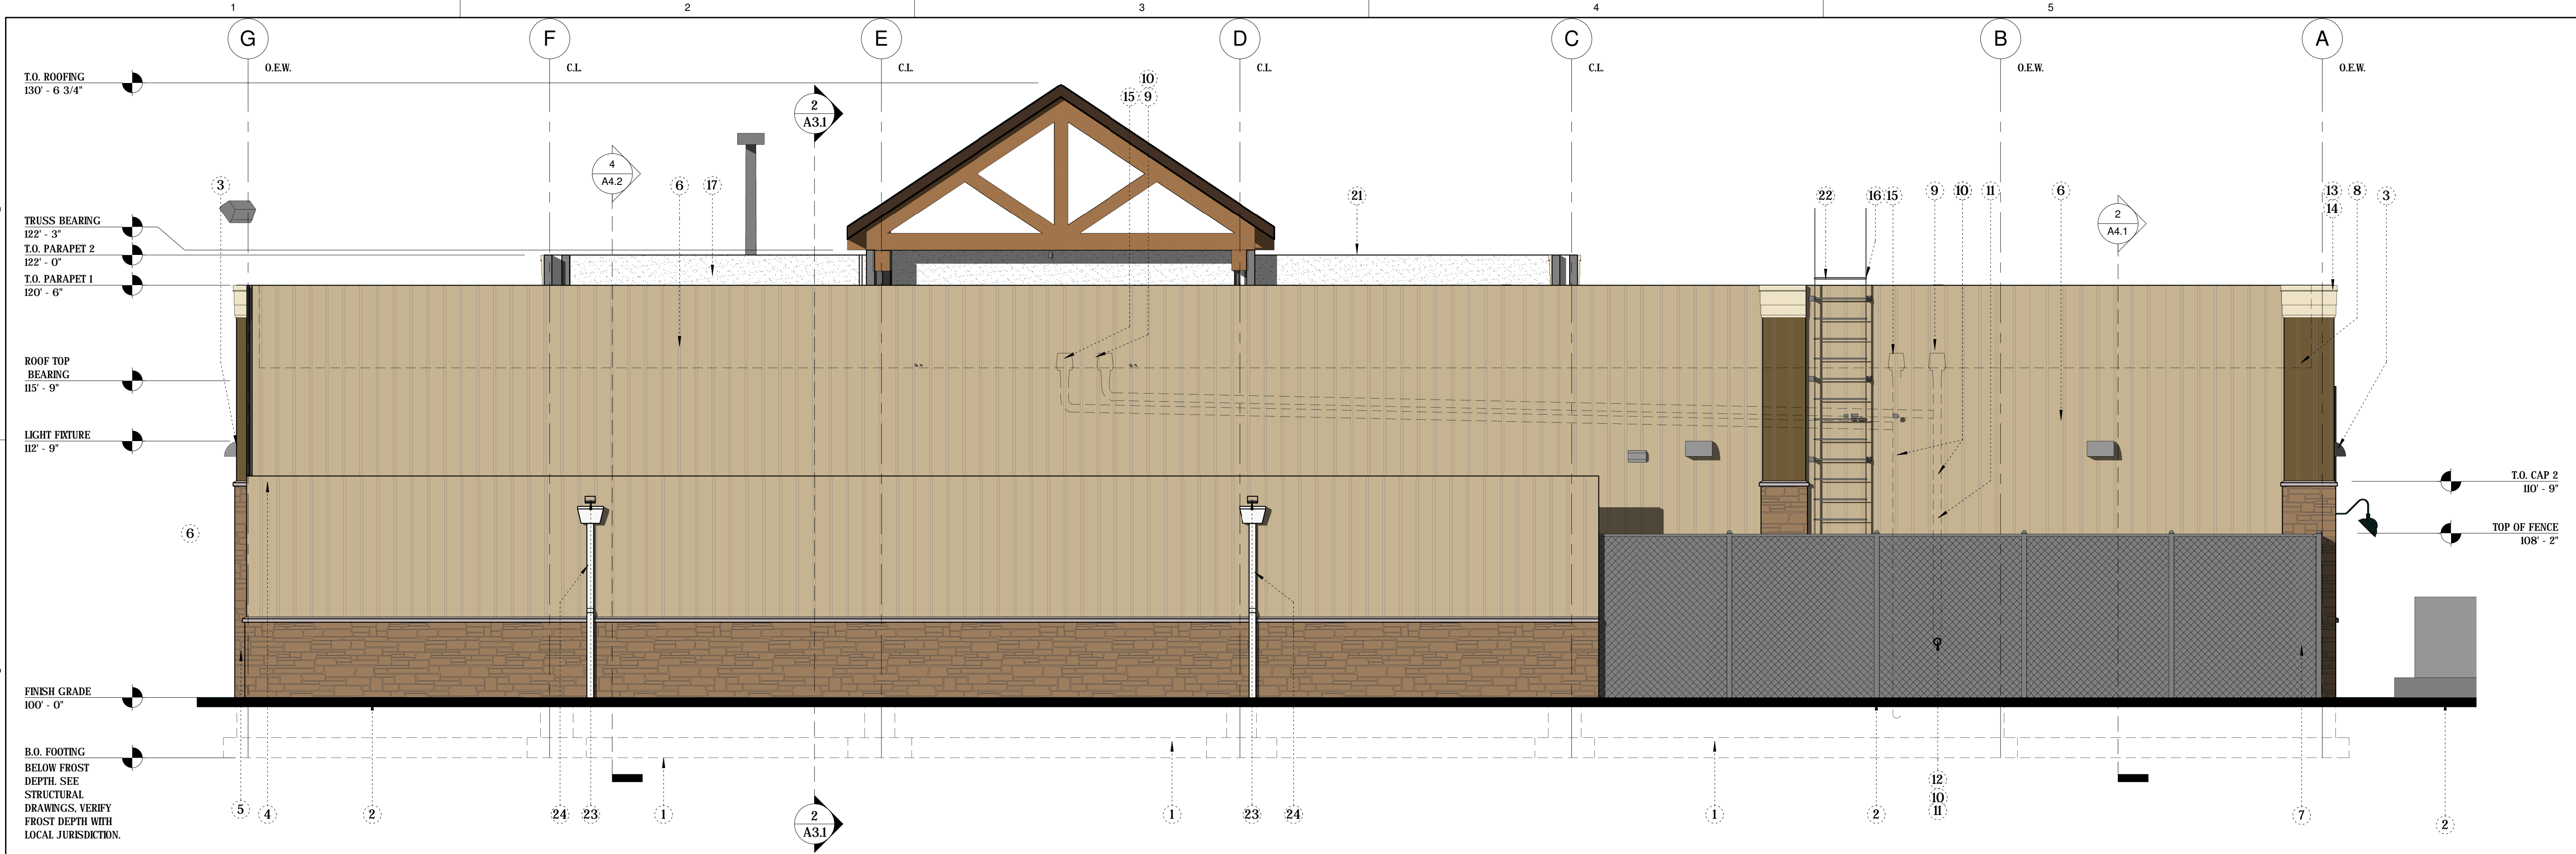 1 2 3 4 5
G F E D C B A
O.E.W. C.L. C.L. C.L. C.L. O.E.W. O.E.W.
T.O. ROOFING
130' - 6 3/4"
10
15 9
2
A3.1
4
A4.2
3 6 17 21 22 16 15 9 10 11 6 13 8 3
14
2
A4.1
TRUSS BEARING
122' - 3"
T.O. PARAPET 2
122' - 0"
T.O. PARAPET 1
120' - 6"
ROOF TOP
BEARING
115' - 9"
LIGHT FIXTURE
112' - 9"
T.O. CAP 2
110' - 9"
6
TOP OF FENCE
108' - 2"
FINISH GRADE
100' - 0"
B.O. FOOTING
BELOW FROST
DEPTH. SEE
STRUCTURAL
DRAWINGS, VERIFY
FROST DEPTH WITH
LOCAL JURISDICTION.
12
10
11
5 4 2 24 23 1 1 23 24 1 2 7 2
2
A3.1